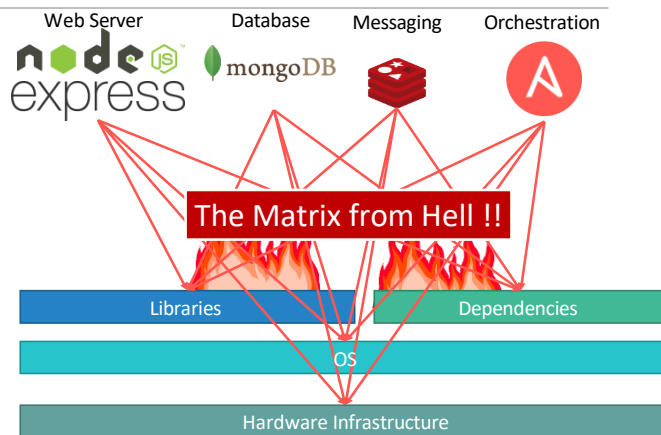 Web Server
Database
Messaging
Orchestration
node
JS
express
mongoDB
A
The Matrix from Hell !!
Libraries
Dependencies
OS
Hardware Infrastructure